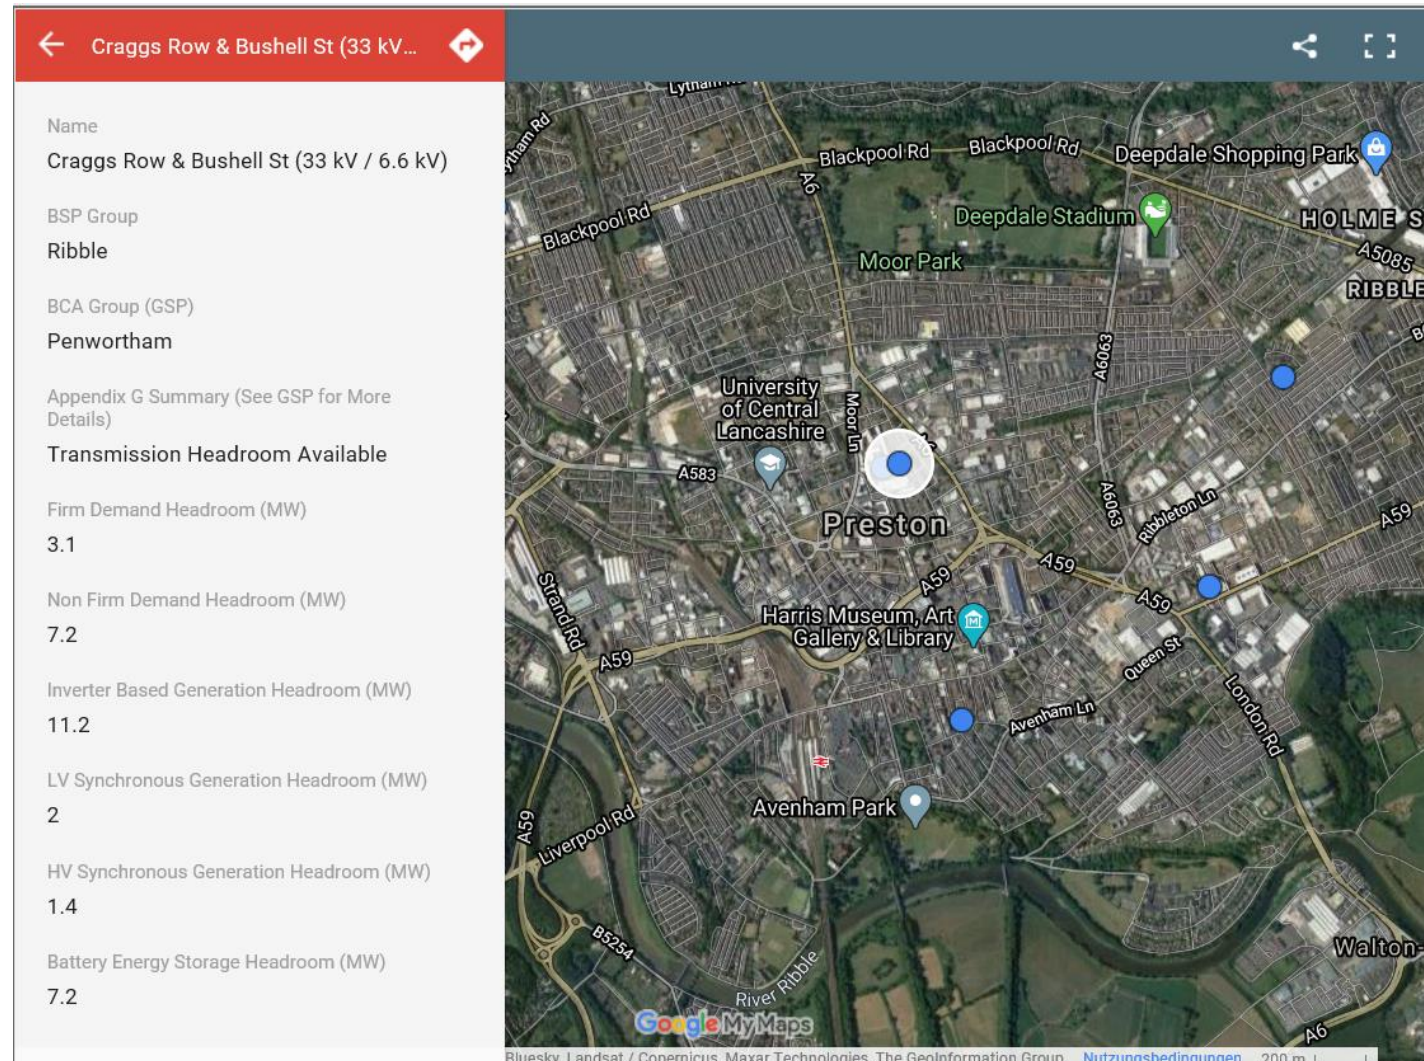 Craggs Row & Bushell St (33 kV...
Name
Craggs Row & Bushell St (33 kV / 6.6 kV)
BSP Group
Ribble
BCA Group (GSP)
Penwortham
Appendix G Summary (See GSP for More
Details)
Transmission Headroom Available
Firm Demand Headroom (MW)
3.1
Non Firm Demand Headroom (MW)
7.2
Inverter Based Generation Headroom (MW)
11.2
LV Synchronous Generation Headroom (MW)
2
HV Synchronous Generation Headroom (MW)
1.4
Battery Energy Storage Headroom (MW)
7.2
Blackpool Rd
Blackpool Rd
Deepdale Shopping Park
A6
Deepdale Stadium
HOLME S
Blackpool Rd
A5085
Moor Park
RIBBLE
A6063
University
of Central
Lancashire
Moor Ln
A6
A583
A6063
Ribbleton Ln
A59
Preston
A59
A59
A59
Strand Rd
Harris Museum, Art
Gallery & Library
Queen St
A59
London Rd
Avenham Ln
Avenham Park
A59
Liverpool Rd
B5254
Walton-
River Ribble
Google MyMaps
A6
Bluesky, Landsat / Copernicus, Maxar Technologies, The GeoInformation Group
Nutzungsbedingungen
200 m